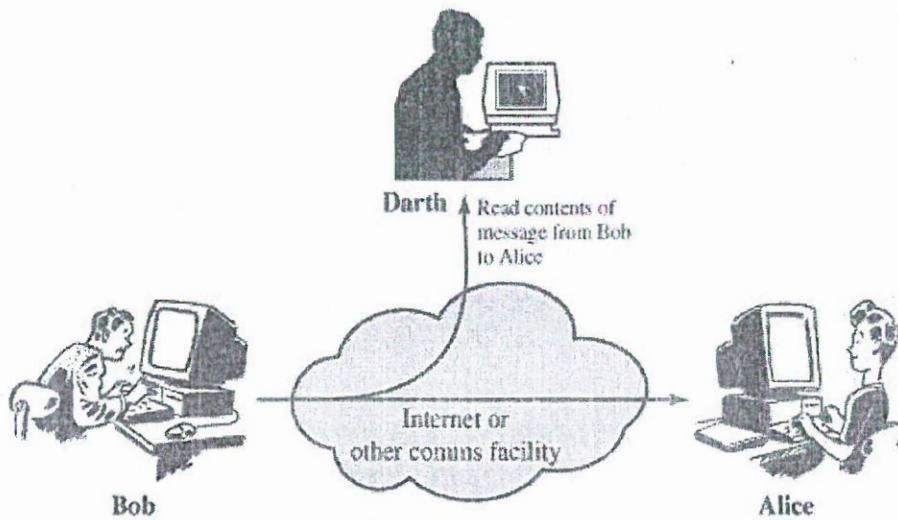 Darth
Read contents of
message from Bob
to Alice
Internet or
other comms facility
Bob
Alice